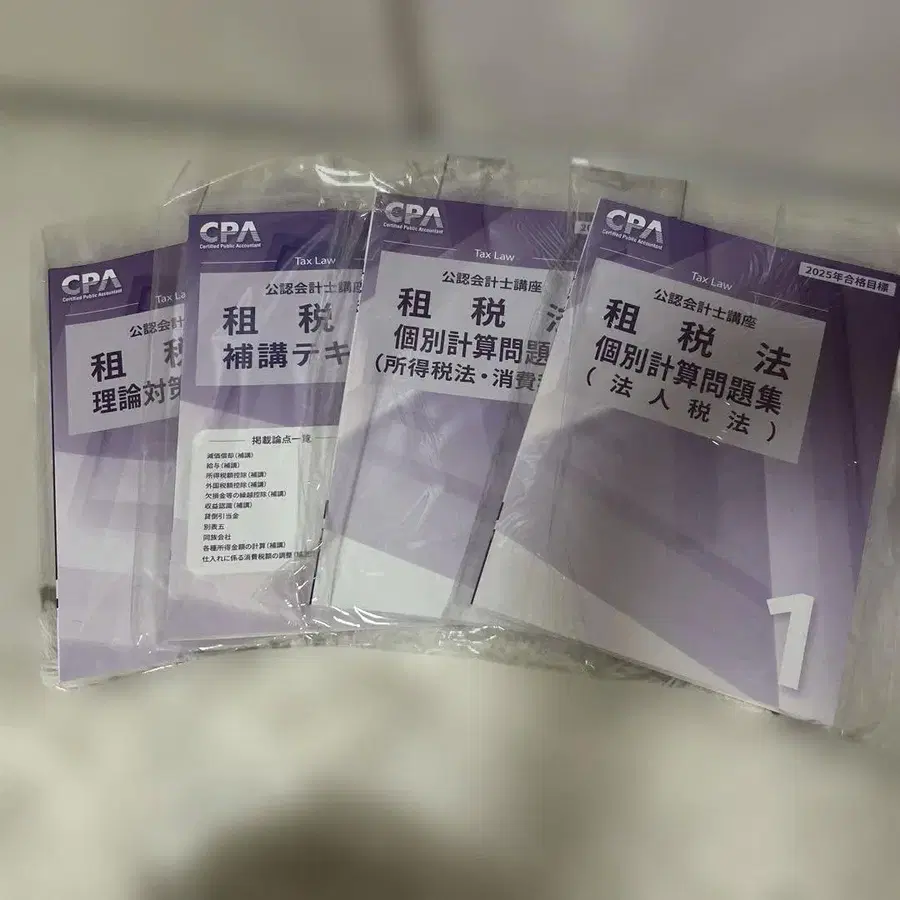 CPA
Certified Public Accountant
Tax La
公認会計士
租 税
理論対策
CPA
Certified Public Accountant
Tax Law
公認会計士講座
租 税
補講テキ
掲載論点一覧
減価償却(補講)
給与(補講)
所得税額控除(補講)
外国税額控除(補講)
欠損金等の繰越控除(補講)
収益認識(補講)
貸倒引当金
別表五
同族会社
各種所得金額の計算(補講)
仕入れに係る消費税額の調整
CPA
Certified Public Accountant
Tax Law
公認会計士講座
租 税 法
個別計算問題
(所得税法・消費
CPA
Certified Public Accountant
Tax Law
2025年合格目標
公認会計士講座
租 税 法
個別計算問題集
(法人税法)
1